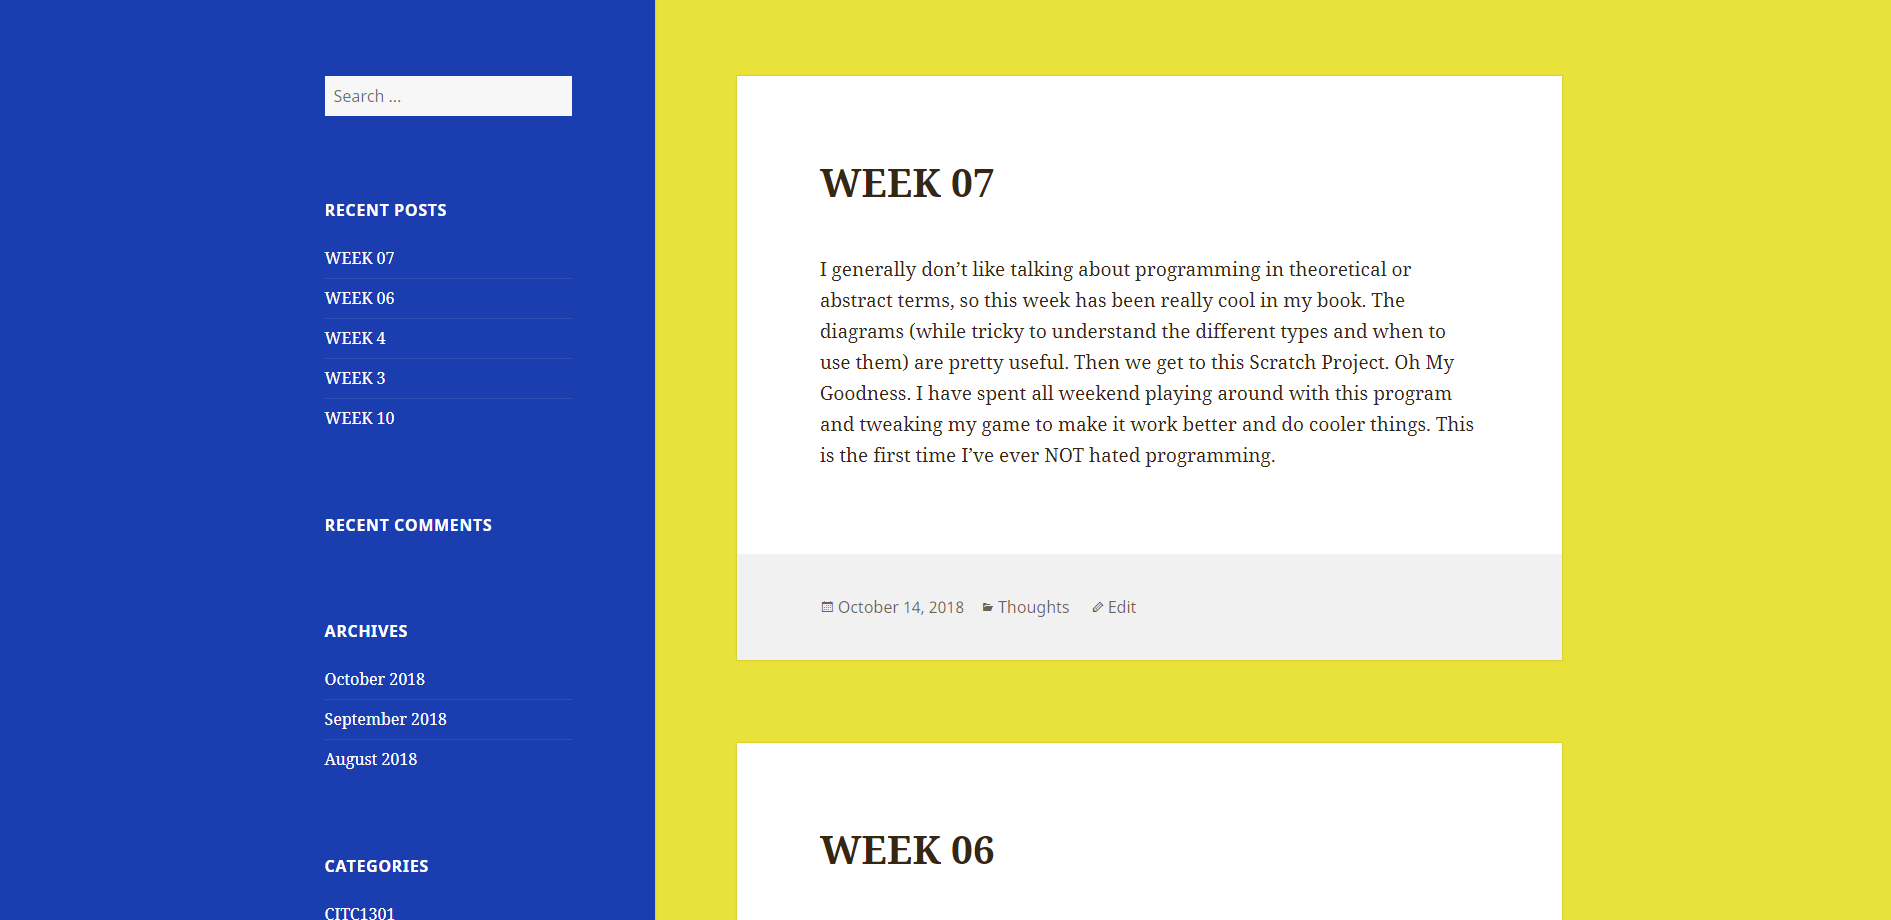 Search ...
RECENT POSTS
WEEK 07
WEEK 06
WEEK 4
WEEK 3
WEEK 10
RECENT COMMENTS
ARCHIVES
October 2018
September 2018
August 2018
CATEGORIES
CITC1301
WEEK 07
I generally don’t like talking about programming in theoretical or
abstract terms, so this week has been really cool in my book. The
diagrams (while tricky to understand the different types and when to
use them) are pretty useful. Then we get to this Scratch Project. Oh My
Goodness. I have spent all weekend playing around with this program
and tweaking my game to make it work better and do cooler things. This
is the first time I’ve ever NOT hated programming.
October 14, 2018 Thoughts Edit
WEEK 06